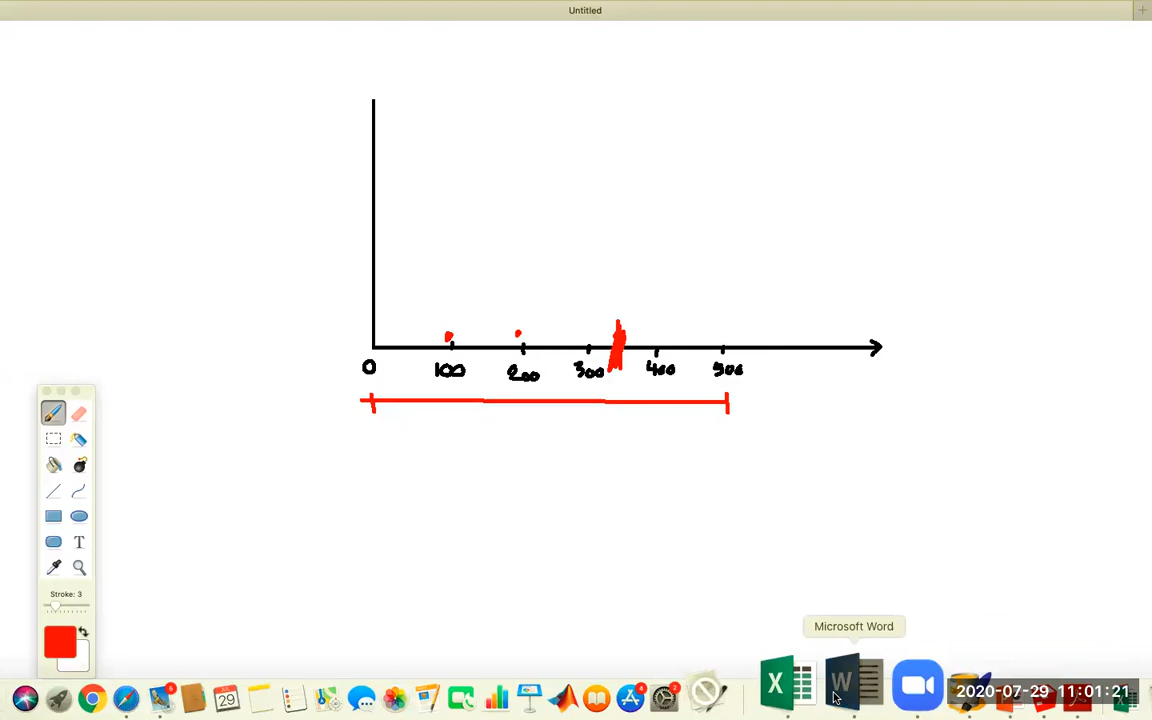 Untitled
0 100 200 300 400 500
T
Stroke: 3
Microsoft Word
29
X
W
2020-07-29 11:01:21